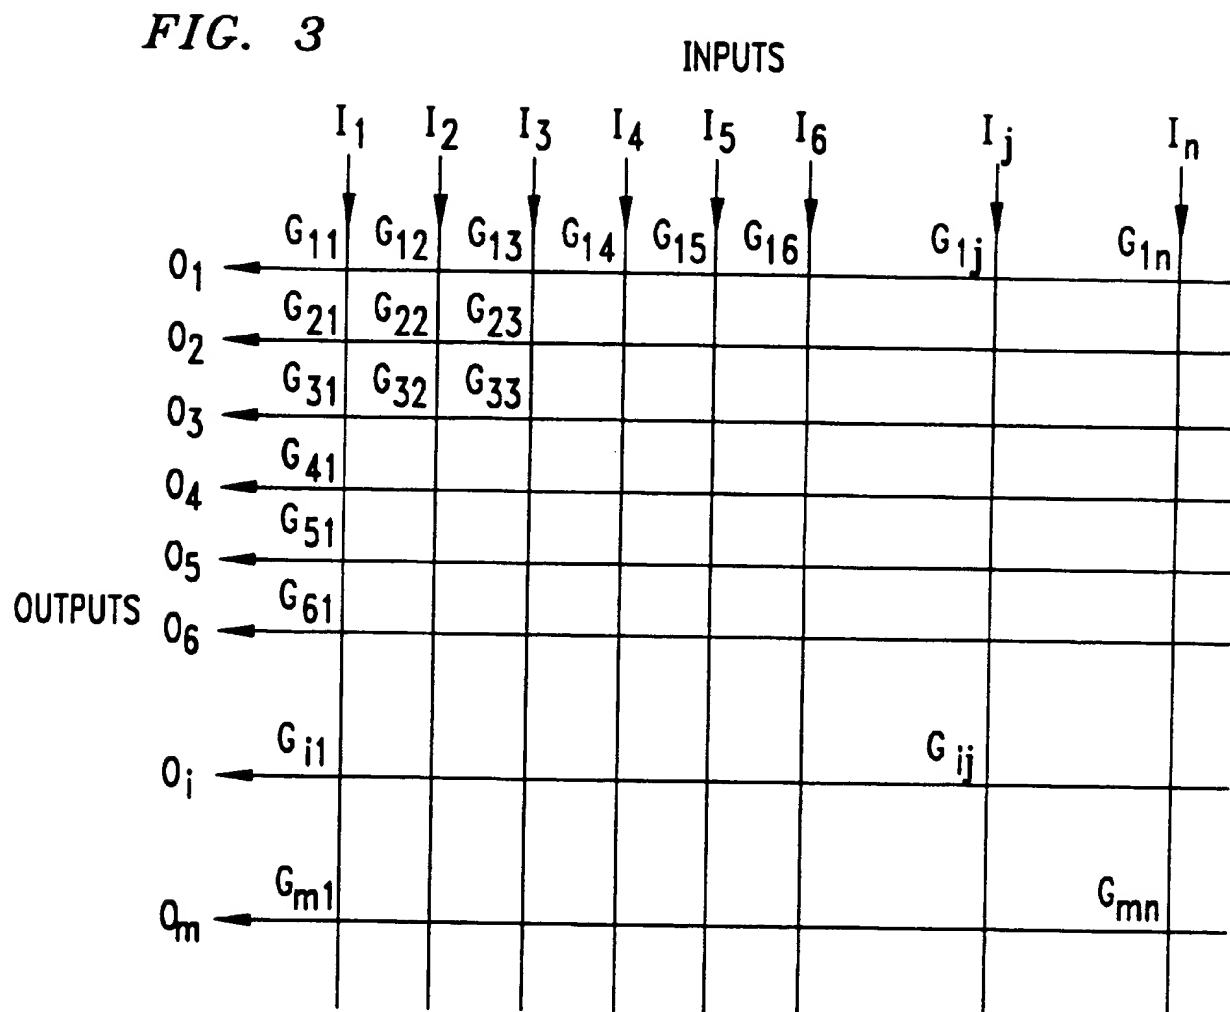 FIG. 3
INPUTS
I1 I2 I3 I4 I5 I6 Ij In
G11 G12 G13 G14 G15 G16 G1j G1n
O1
G21 G22 G23
O2
G31 G32 G33
O3
G41
O4
G51
O5
G61
OUTPUTS O6
Gi1 Gij
Oi
Gm1 Gmn
Om